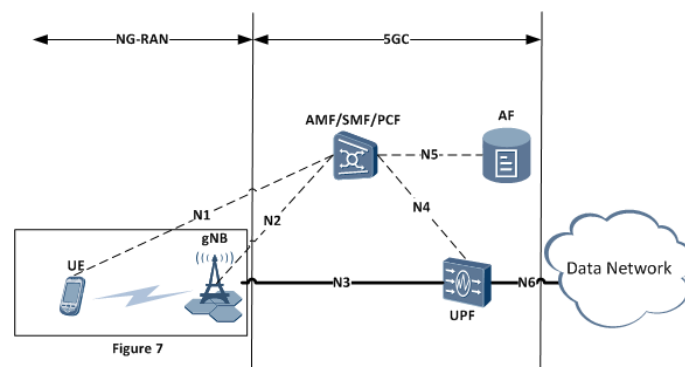 NG-RAN
5GC
AMF/SMF/PCF
AF
N5
N1
N2
N4
gNB
UE
N3
N6
Data Network
UPF
Figure 7